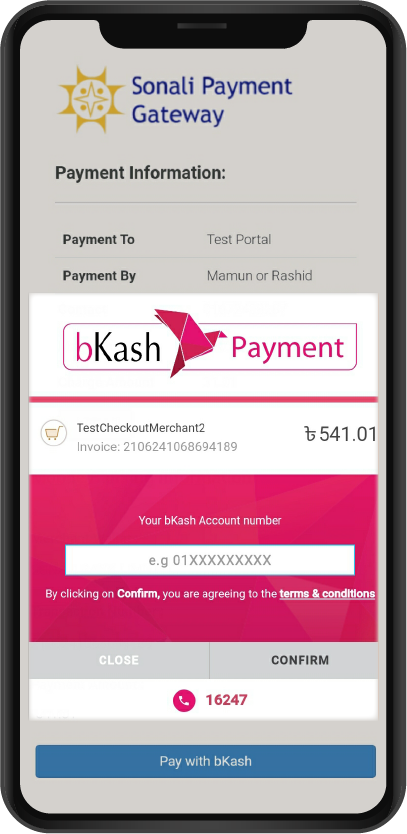 Sonali Payment
Gateway
Payment Information:
Payment To Test Portal
Payment By Mamun or Rashid
bKash Payment
TestCheckoutMerchant2
Invoice: 2106241068694189
৳ 541.01
Your bKash Account number
e.g 01XXXXXXXXX
By clicking on Confirm, you are agreeing to the terms & conditions
CLOSE CONFIRM
16247
Pay with bKash